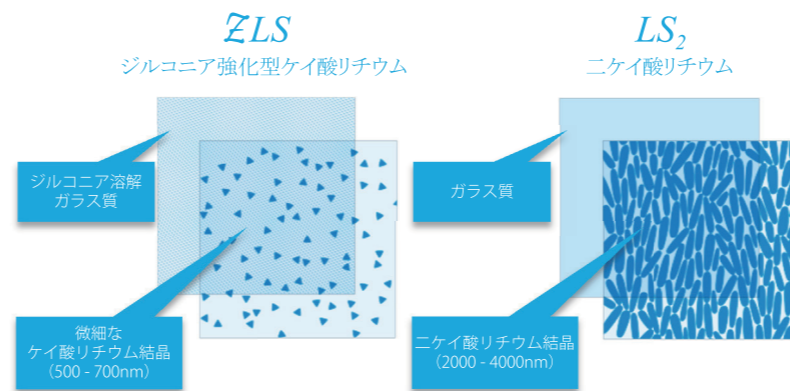 ZLS
ジルコニア強化型ケイ酸リチウム
ジルコニア溶解
ガラス質
微細な
ケイ酸リチウム結晶
（500 - 700nm）
LS₂
二ケイ酸リチウム
ガラス質
二ケイ酸リチウム結晶
（2000 - 4000nm）